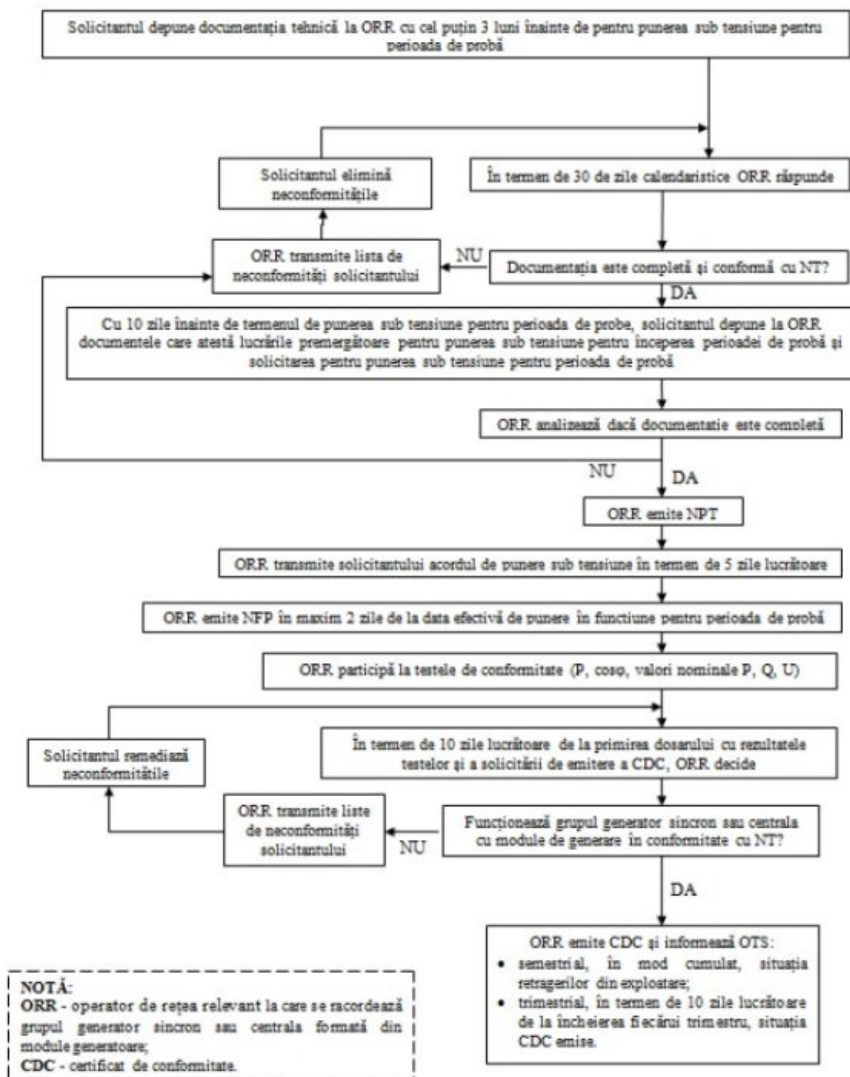 Solicitantul depune documentația tehnică la ORR cu cel puțin 3 luni înainte de pentru punerea sub tensiune pentru
perioada de probă
Solicitantul elimină
neconformitățile
În termen de 30 de zile calendaristice ORR răspunde
ORR transmite lista de
neconformități solicitantului
NU
Documentația este completă și conformă cu NT?
DA
Cu 10 zile înainte de termenul de punerea sub tensiune pentru perioada de probe, solicitantul depune la ORR
documentele care atestă lucrările premergătoare pentru punerea sub tensiune pentru începerea perioadei de probă și
solicitarea pentru punerea sub tensiune pentru perioada de probă
ORR analizează dacă documentatie este completă
NU
DA
ORR emite NPT
ORR transmite solicitantului acordul de punere sub tensiune în termen de 5 zile lucrătoare
ORR emite NFP în maxim 2 zile de la data efectivă de punere în functiune pentru perioada de probă
ORR participă la testele de conformitate (P, cosφ, valori nominale P, Q, U)
Solicitantul remediază
neconformitătile
În termen de 10 zile lucrătoare de la primirea dosarului cu rezultatele
testelor și a solicitării de emitere a CDC, ORR decide
ORR transmite liste
de neconformități
solicitantului
NU
Funcționează grupul generator sincron sau centrala
cu module de generare în conformitate cu NT?
DA
ORR emite CDC și informează OTS:
• semestrial, în mod cumulat, situația
retragerilor din exploatare;
• trimestrial, în termen de 10 zile lucrătoare
de la încheierea fiecărui trimestru, situația
CDC emise.
NOTĂ:
ORR - operator de rețea relevant la care se racordează
grupul generator sincron sau centrala formată din
module generatoare;
CDC - certificat de conformitate.